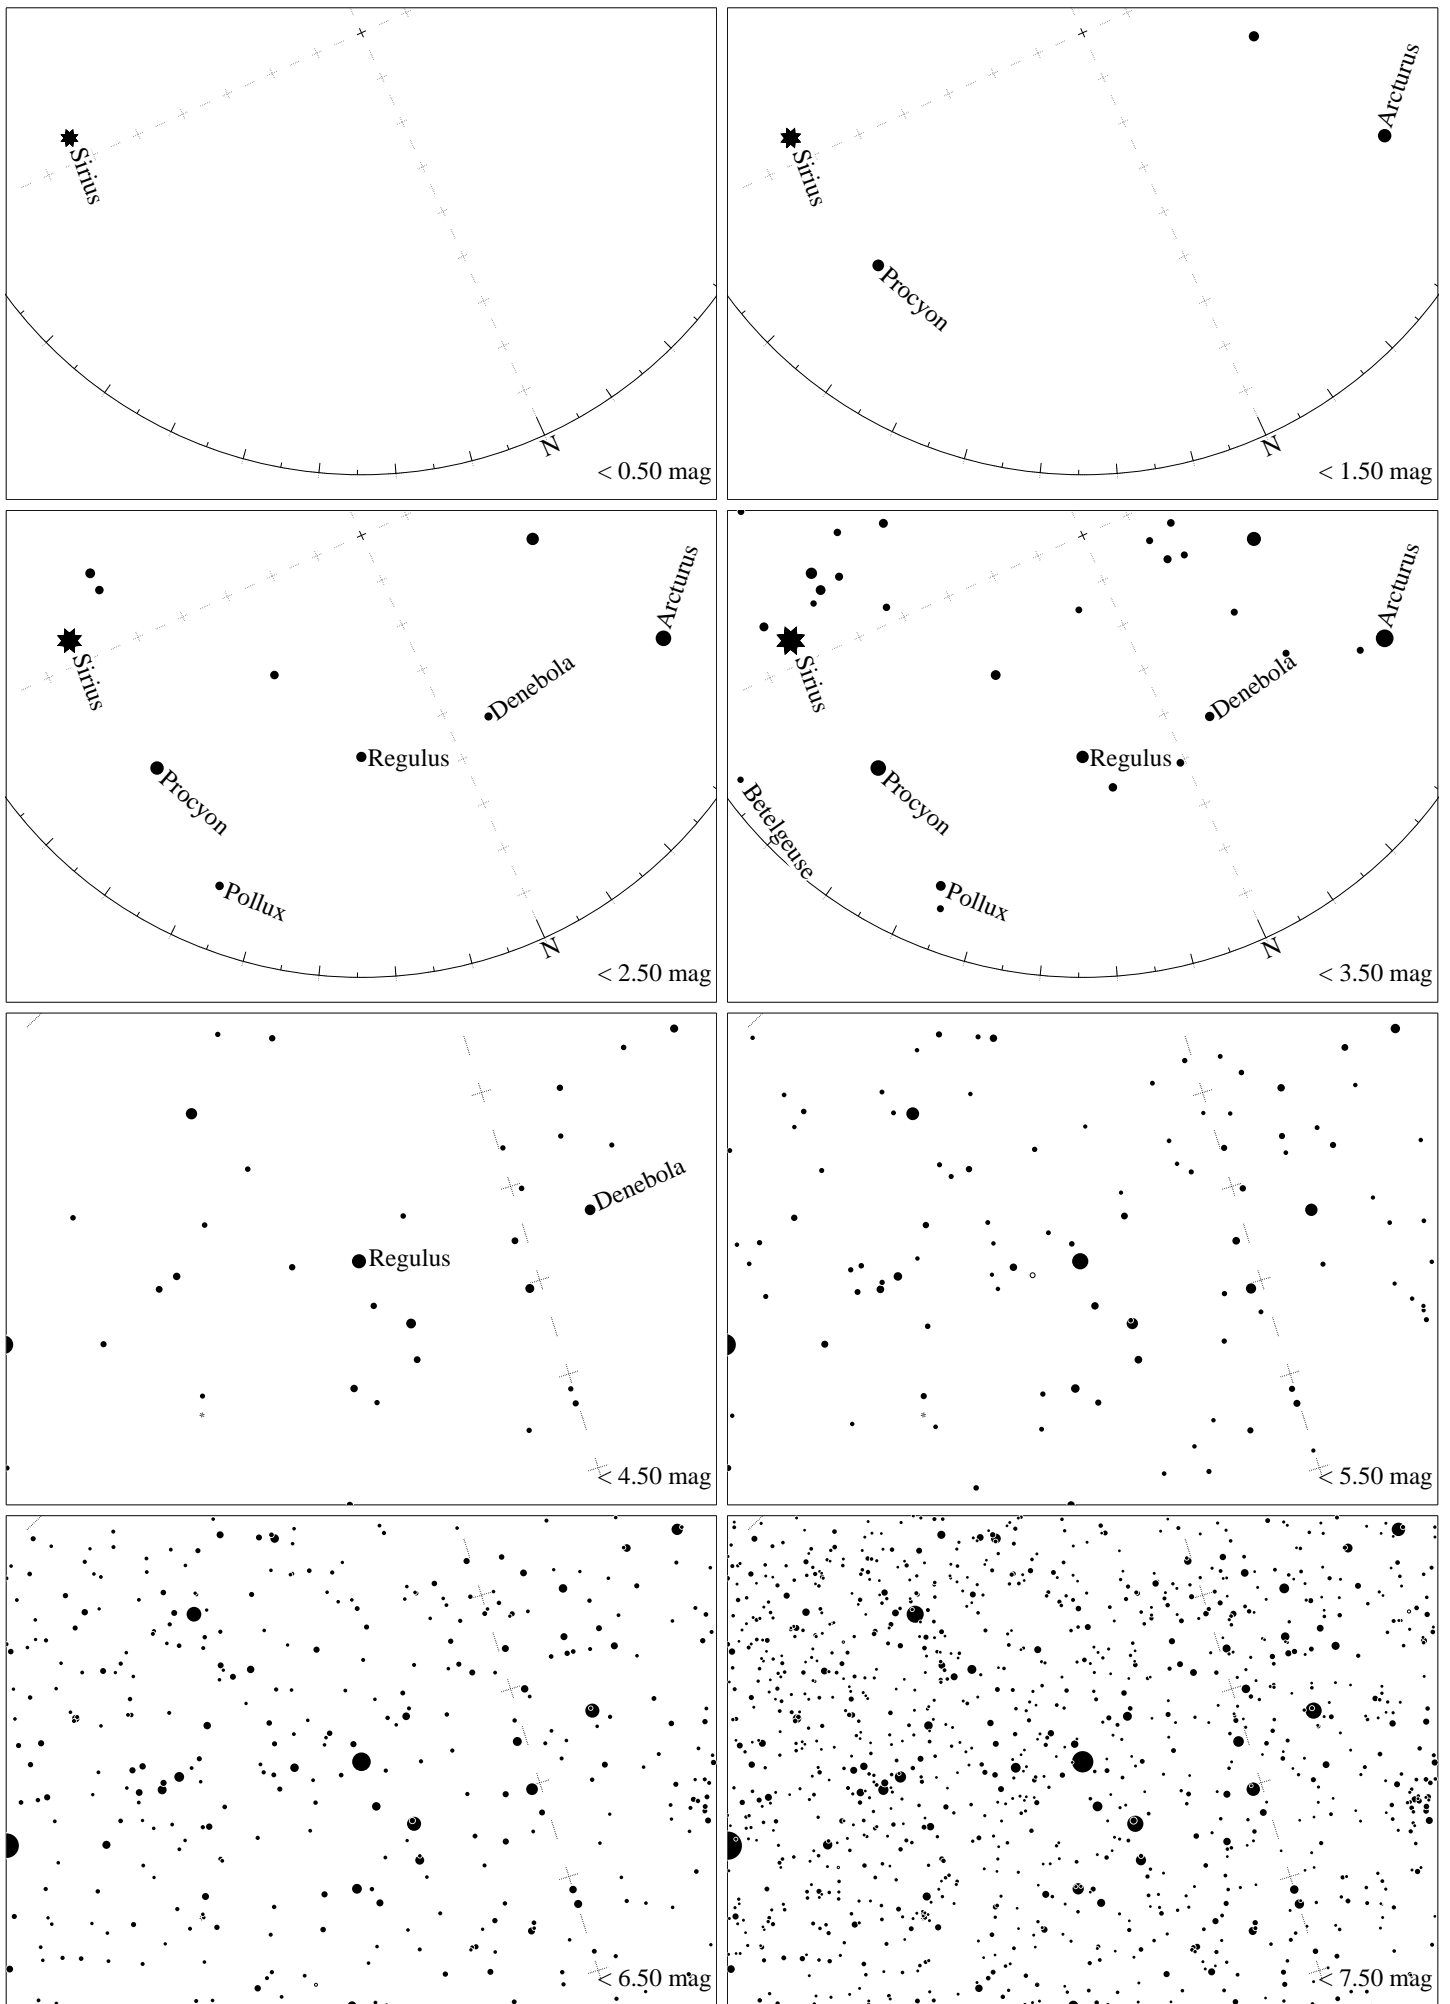 Sirius
N
< 0.50 mag
Arcturus
Sirius
Procyon
N
< 1.50 mag
Arcturus
Sirius
Denebola
Regulus
Procyon
Pollux
N
< 2.50 mag
Arcturus
Sirius
Denebola
Regulus
Procyon
Betelgeuse
Pollux
N
< 3.50 mag
Denebola
Regulus
< 4.50 mag
< 5.50 mag
< 6.50 mag
< 7.50 mag